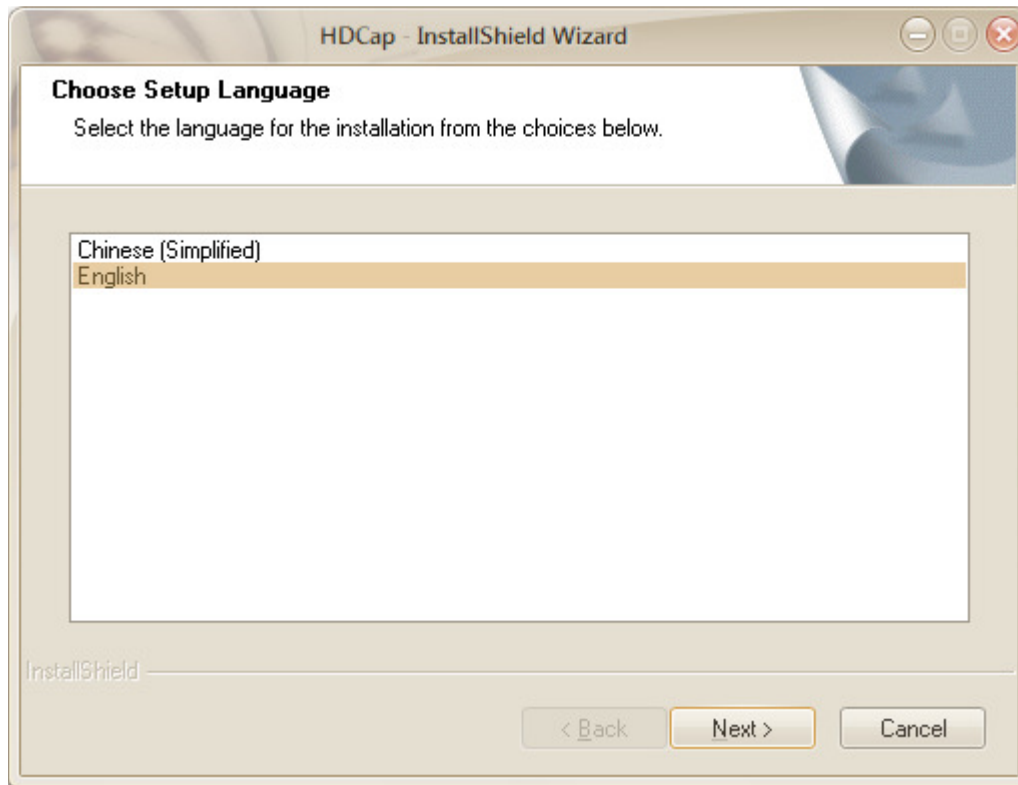 HDCap - InstallShield Wizard
Choose Setup Language
Select the language for the installation from the choices below.
Chinese (Simplified)
English
InstallShield
< Back
Next >
Cancel